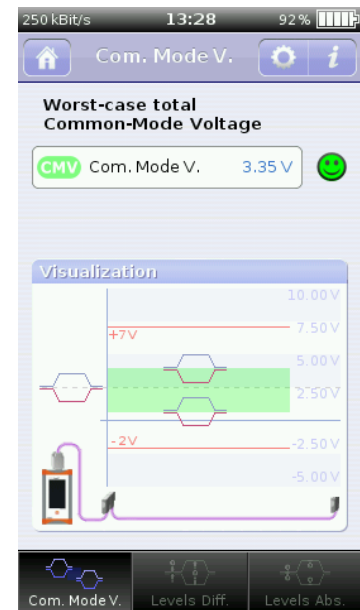 250 kBit/s 13:28 92%
Com. Mode V. i
Worst-case total
Common-Mode Voltage
CMV Com. Mode V. 3.35 V
Visualization
10.00 V
+7V 7.50 V
5.00 V
2.50 V
-2V -2.50 V
-5.00 V
Com. Mode V. Levels Diff. Levels Abs.